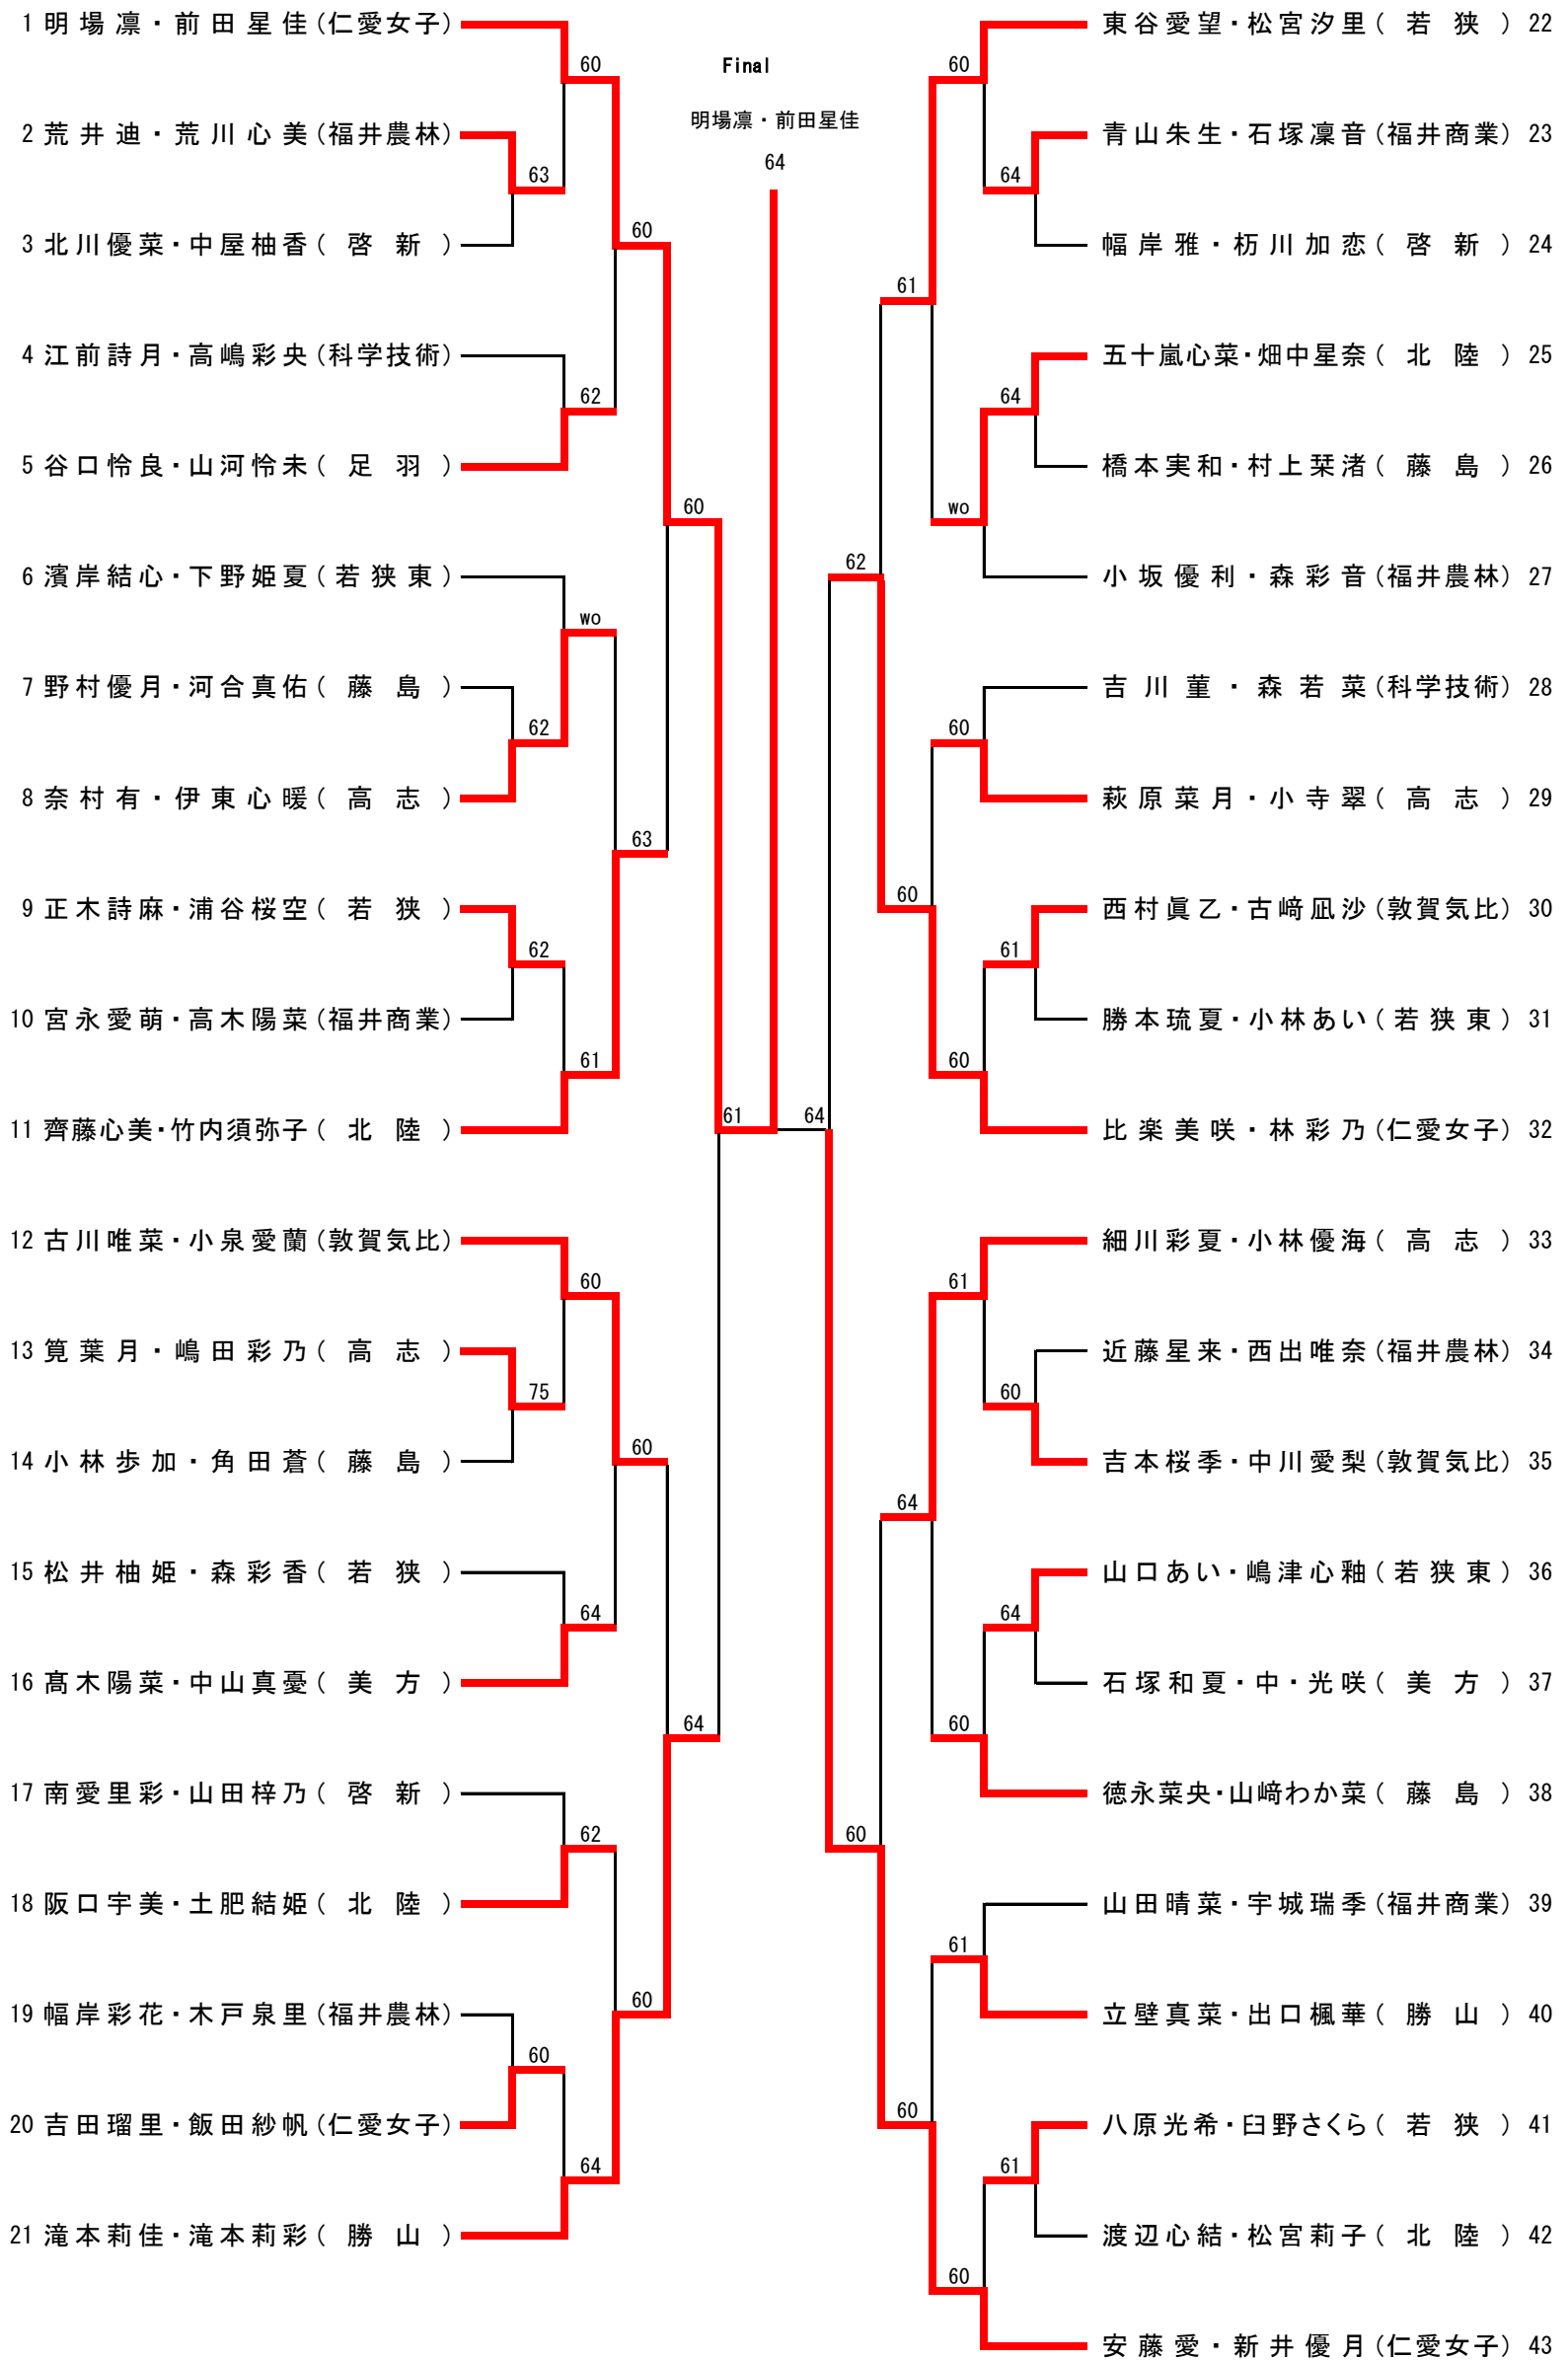 Final
明場凛・前田星佳
64
1 明場凛・前田星佳(仁愛女子)
60
2 荒井迪・荒川心美(福井農林)
63
3 北川優菜・中屋柚香(啓新)
60
4 江前詩月・高嶋彩央(科学技術)
62
5 谷口怜良・山河怜未(足羽)
60
6 濱岸結心・下野姫夏(若狭東)
wo
7 野村優月・河合真佑(藤島)
62
8 奈村有・伊東心暖(高志)
63
9 正木詩麻・浦谷桜空(若狭)
62
10 宮永愛萌・高木陽菜(福井商業)
61
11 齊藤心美・竹内須弥子(北陸)
61
12 古川唯菜・小泉愛蘭(敦賀気比)
60
13 筧葉月・嶋田彩乃(高志)
75
14 小林歩加・角田蒼(藤島)
60
15 松井柚姫・森彩香(若狭)
64
16 髙木陽菜・中山真憂(美方)
64
17 南愛里彩・山田梓乃(啓新)
62
18 阪口宇美・土肥結姫(北陸)
60
19 幅岸彩花・木戸泉里(福井農林)
60
20 吉田瑠里・飯田紗帆(仁愛女子)
64
21 滝本莉佳・滝本莉彩(勝山)
東谷愛望・松宮汐里(若狭) 22
60
青山朱生・石塚凜音(福井商業) 23
64
幅岸雅・杤川加恋(啓新) 24
61
五十嵐心菜・畑中星奈(北陸) 25
64
橋本実和・村上栞渚(藤島) 26
wo
62
小坂優利・森彩音(福井農林) 27
吉川菫・森若菜(科学技術) 28
60
萩原菜月・小寺翠(高志) 29
60
西村眞乙・古﨑凪沙(敦賀気比) 30
61
勝本琉夏・小林あい(若狭東) 31
60
64
比楽美咲・林彩乃(仁愛女子) 32
細川彩夏・小林優海(高志) 33
61
近藤星来・西出唯奈(福井農林) 34
60
吉本桜季・中川愛梨(敦賀気比) 35
64
山口あい・嶋津心釉(若狭東) 36
64
石塚和夏・中・光咲(美方) 37
60
徳永菜央・山﨑わか菜(藤島) 38
60
山田晴菜・宇城瑞季(福井商業) 39
61
立壁真菜・出口楓華(勝山) 40
60
八原光希・臼野さくら(若狭) 41
61
渡辺心結・松宮莉子(北陸) 42
60
安藤愛・新井優月(仁愛女子) 43